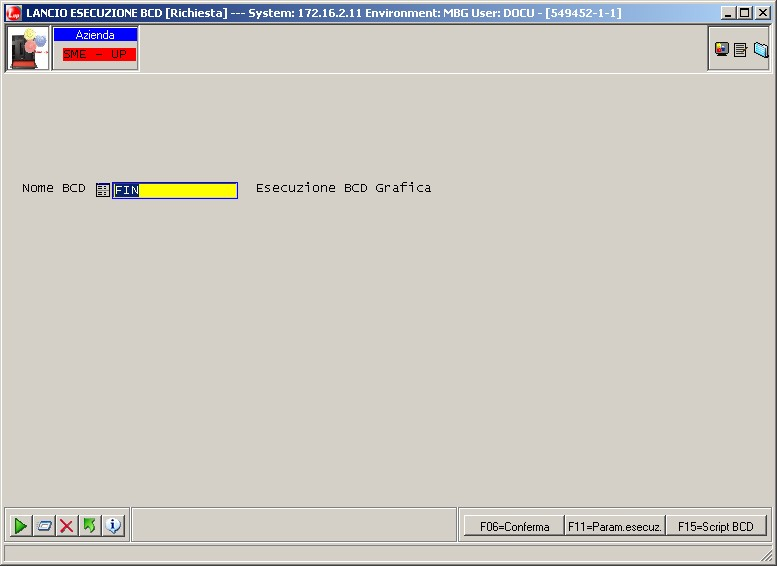 LANCIO ESECUZIONE BCD [Richiesta] --- System: 172.16.2.11 Environment: MBG User: DOCU - [549452-1-1]
Azienda
SME - UP
Nome BCD FIN Esecuzione BCD Grafica
F06=Conferma F11=Param.esecuz. F15=Script BCD